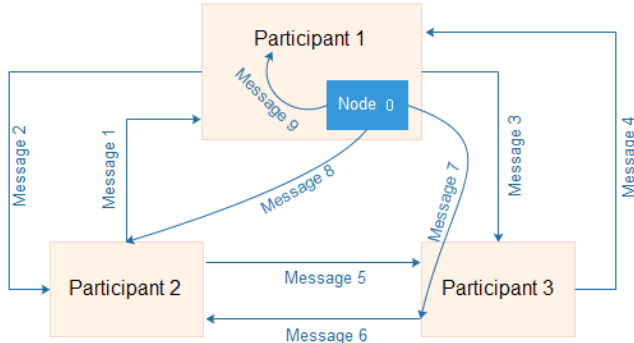 Participant 1
Node 0
Message 9
Message 2
Message 1
Message 8
Message 7
Message 3
Message 4
Participant 2
Message 5
Participant 3
Message 6